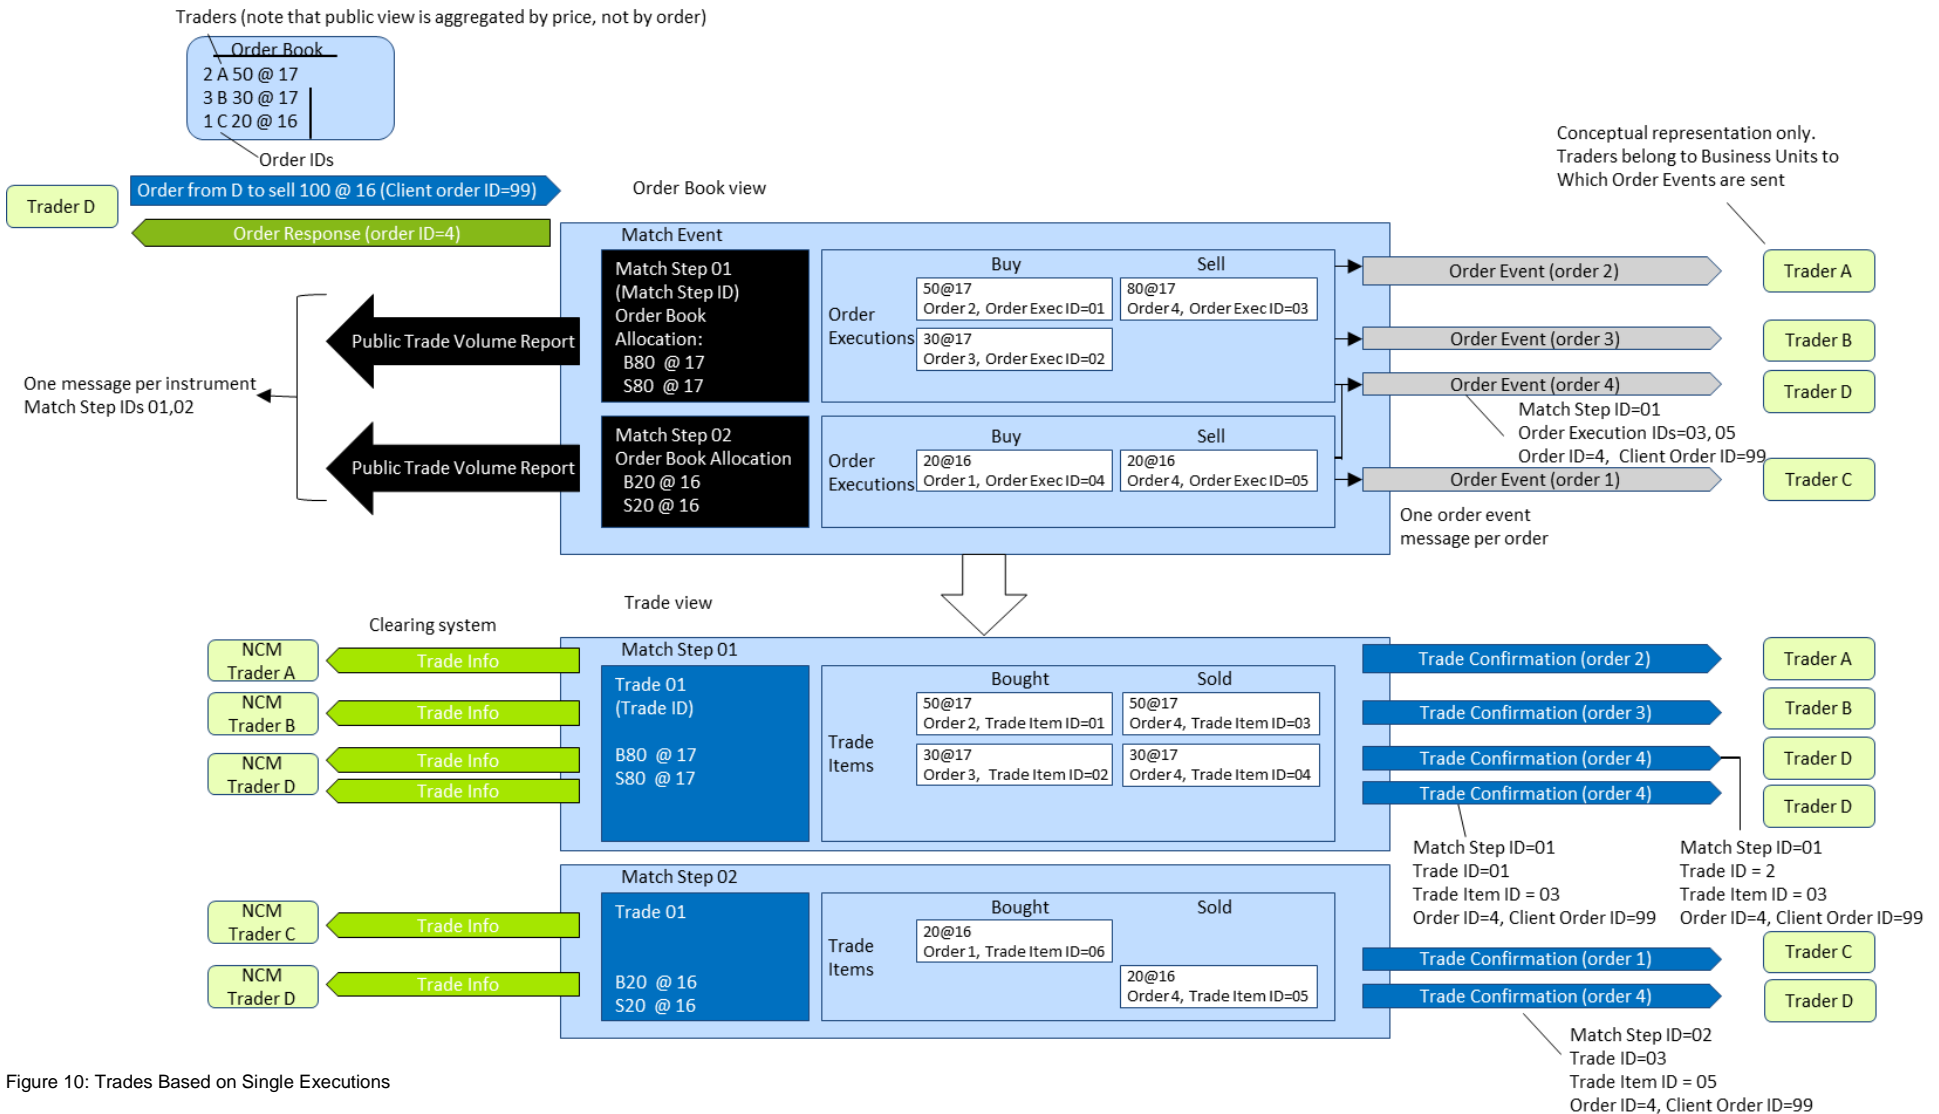 Traders (note that public view is aggregated by price, not by order)
Order Book
2 A 50 @ 17
3 B 30 @ 17
1 C 20 @ 16
Order IDs
Trader D
Order from D to sell 100 @ 16 (Client order ID=99)
Order Response (order ID=4)
Order Book view
Conceptual representation only.
Traders belong to Business Units to
Which Order Events are sent
Match Event
Match Step 01
(Match Step ID)
Order Book
Allocation:
B80 @ 17
S80 @ 17
Order
Executions
Buy
Sell
50@17
Order 2, Order Exec ID=01
80@17
Order 4, Order Exec ID=03
30@17
Order 3, Order Exec ID=02
Public Trade Volume Report
One message per instrument
Match Step IDs 01,02
Public Trade Volume Report
Match Step 02
Order Book Allocation
B20 @ 16
S20 @ 16
Order
Executions
Buy
Sell
20@16
Order 1, Order Exec ID=04
20@16
Order 4, Order Exec ID=05
Order Event (order 2)
Trader A
Order Event (order 3)
Trader B
Order Event (order 4)
Trader D
Match Step ID=01
Order Execution IDs=03, 05
Order ID=4, Client Order ID=99
Order Event (order 1)
Trader C
One order event
message per order
Trade view
Clearing system
NCM
Trader A
Trade Info
NCM
Trader B
Trade Info
NCM
Trader D
Trade Info
Trade Info
Match Step 01
Trade 01
(Trade ID)
B80 @ 17
S80 @ 17
Trade
Items
Bought
Sold
50@17
Order 2, Trade Item ID=01
50@17
Order 4, Trade Item ID=03
30@17
Order 3, Trade Item ID=02
30@17
Order 4, Trade Item ID=04
Trade Confirmation (order 2)
Trader A
Trade Confirmation (order 3)
Trader B
Trade Confirmation (order 4)
Trader D
Trade Confirmation (order 4)
Trader D
Match Step ID=01
Trade ID=01
Trade Item ID = 03
Order ID=4, Client Order ID=99
Match Step ID=01
Trade ID = 2
Trade Item ID = 03
Order ID=4, Client Order ID=99
Match Step 02
NCM
Trader C
Trade Info
NCM
Trader D
Trade Info
Trade 01
B20 @ 16
S20 @ 16
Trade
Items
Bought
Sold
20@16
Order 1, Trade Item ID=06
20@16
Order 4, Trade Item ID=05
Trade Confirmation (order 1)
Trader C
Trade Confirmation (order 4)
Trader D
Match Step ID=02
Trade ID=03
Trade Item ID = 05
Order ID=4, Client Order ID=99
Figure 10: Trades Based on Single Executions